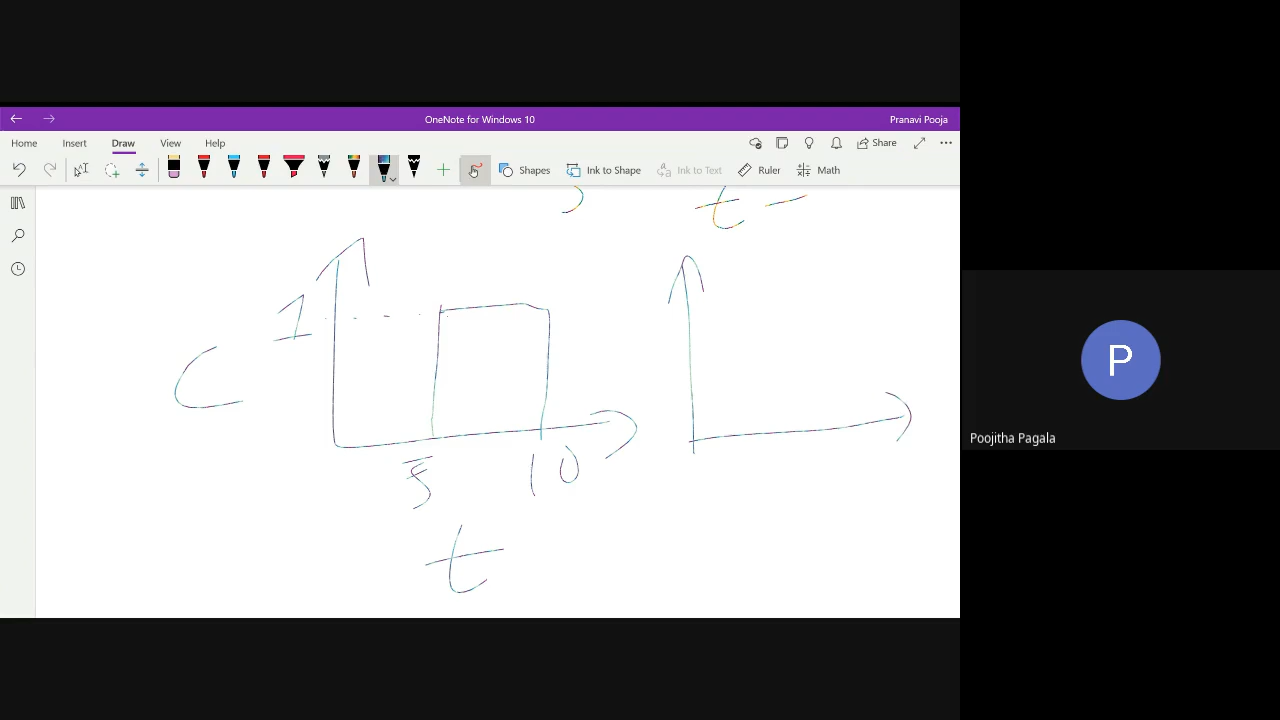 OneNote for Windows 10
Pranavi Pooja
Home Insert Draw View Help
Share
Shapes Ink to Shape Ink to Text Ruler Math
t -
1
C
5 10
t
P
Poojitha Pagala